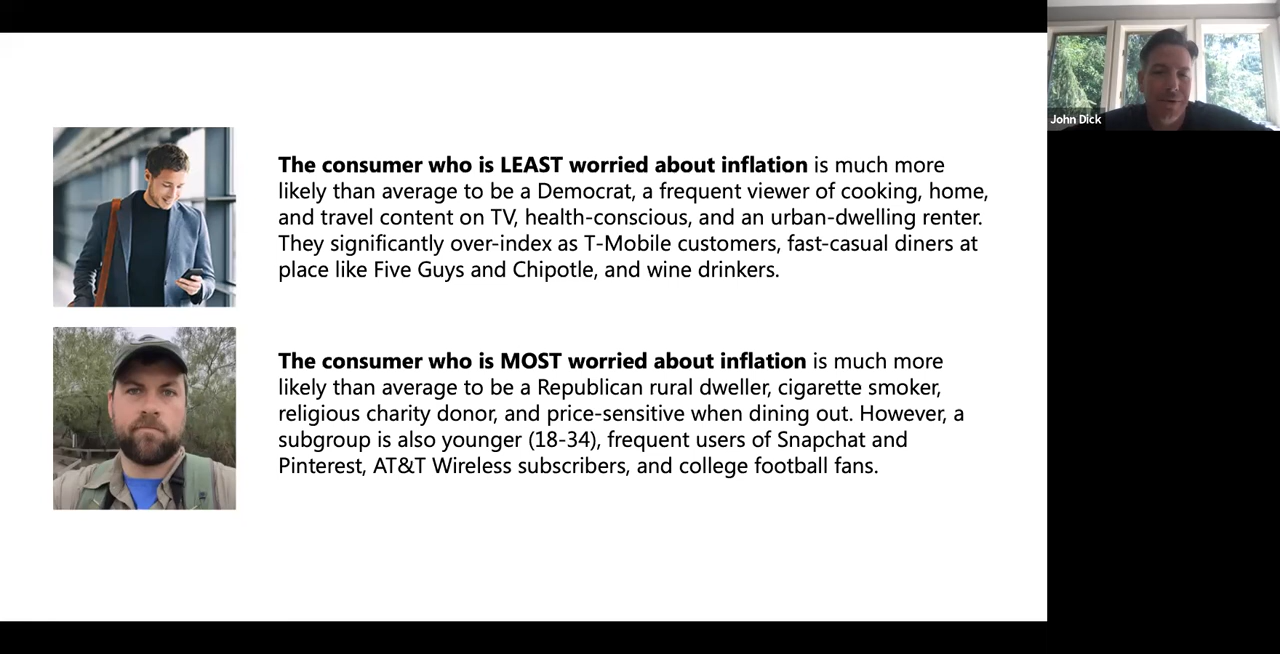 The consumer who is LEAST worried about inflation is much more
likely than average to be a Democrat, a frequent viewer of cooking, home,
and travel content on TV, health-conscious, and an urban-dwelling renter.
They significantly over-index as T-Mobile customers, fast-casual diners at
place like Five Guys and Chipotle, and wine drinkers.
The consumer who is MOST worried about inflation is much more
likely than average to be a Republican rural dweller, cigarette smoker,
religious charity donor, and price-sensitive when dining out. However, a
subgroup is also younger (18-34), frequent users of Snapchat and
Pinterest, AT&T Wireless subscribers, and college football fans.
John Dick